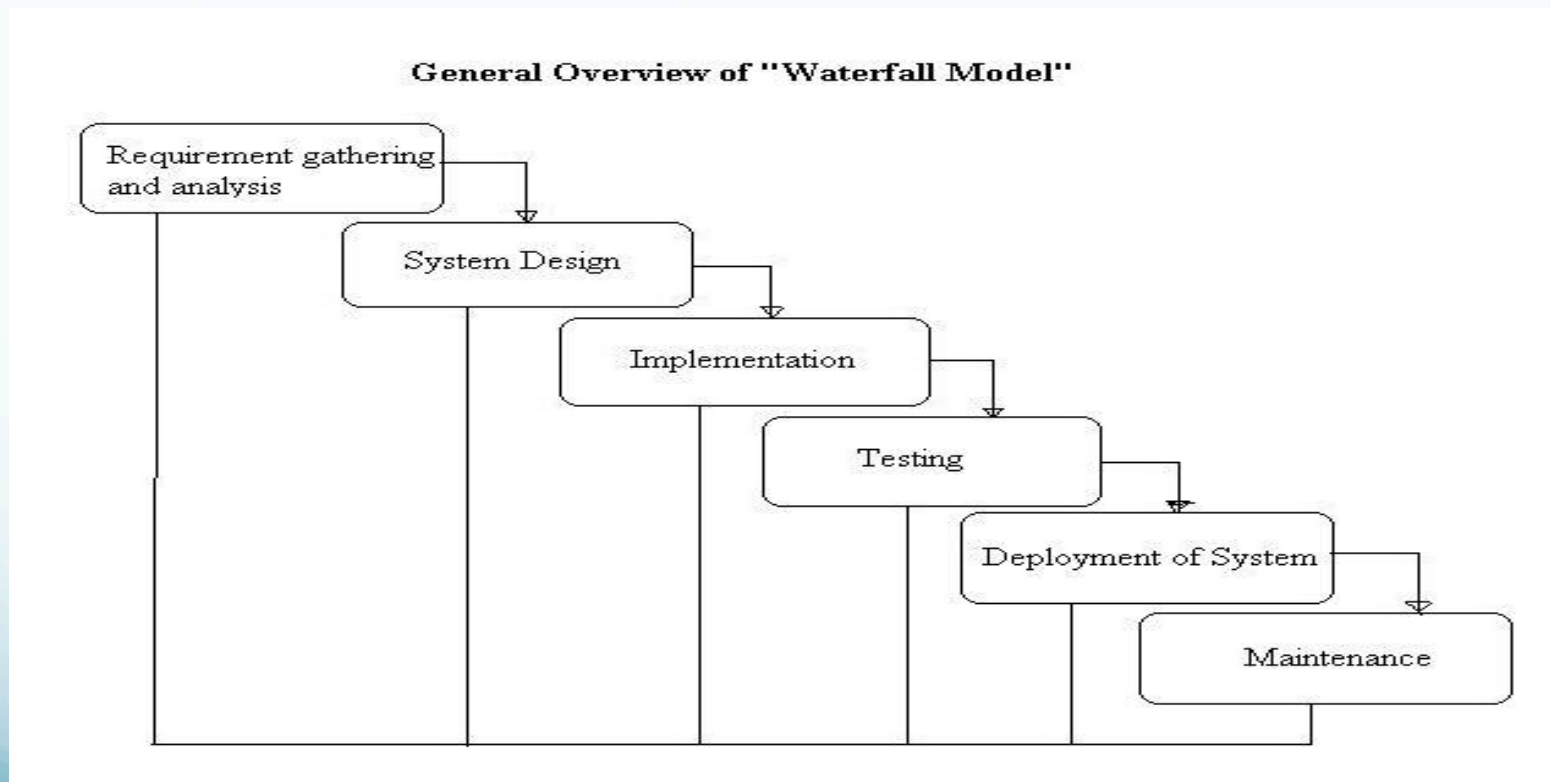 General Overview of "Waterfall Model"
Requirement gathering
and analysis
System Design
Implementation
Testing
Deployment of System
Maintenance